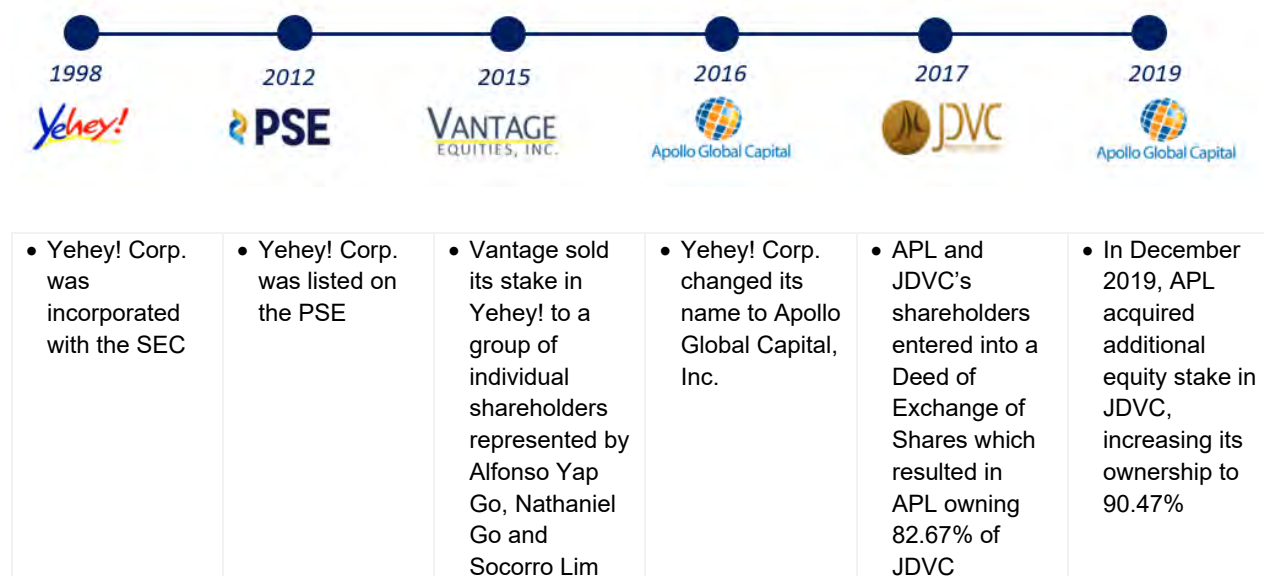 1998
2012
2015
2016
2017
2019
Yehey!
PSE
VANTAGE
EQUITIES, INC.
Apollo Global Capital
JDVC
Apollo Global Capital
• Yehey! Corp.
was
incorporated
with the SEC
• Yehey! Corp.
was listed on
the PSE
• Vantage sold
its stake in
Yehey! to a
group of
individual
shareholders
represented by
Alfonso Yap
Go, Nathaniel
Go and
Socorro Lim
• Yehey! Corp.
changed its
name to Apollo
Global Capital,
Inc.
• APL and
JDVC’s
shareholders
entered into a
Deed of
Exchange of
Shares which
resulted in
APL owning
82.67% of
JDVC
• In December
2019, APL
acquired
additional
equity stake in
JDVC,
increasing its
ownership to
90.47%